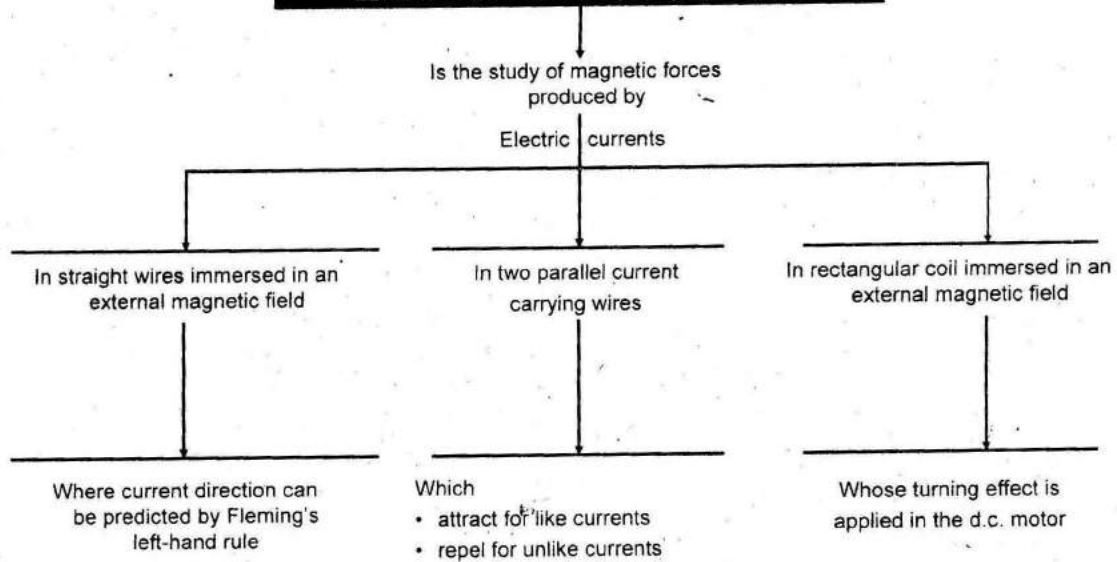 Is the study of magnetic forces
produced by
Electric currents
In straight wires immersed in an
external magnetic field
In two parallel current
carrying wires
In rectangular coil immersed in an
external magnetic field
Where current direction can
be predicted by Fleming's
left-hand rule
Which
• attract for like currents
• repel for unlike currents
Whose turning effect is
applied in the d.c. motor